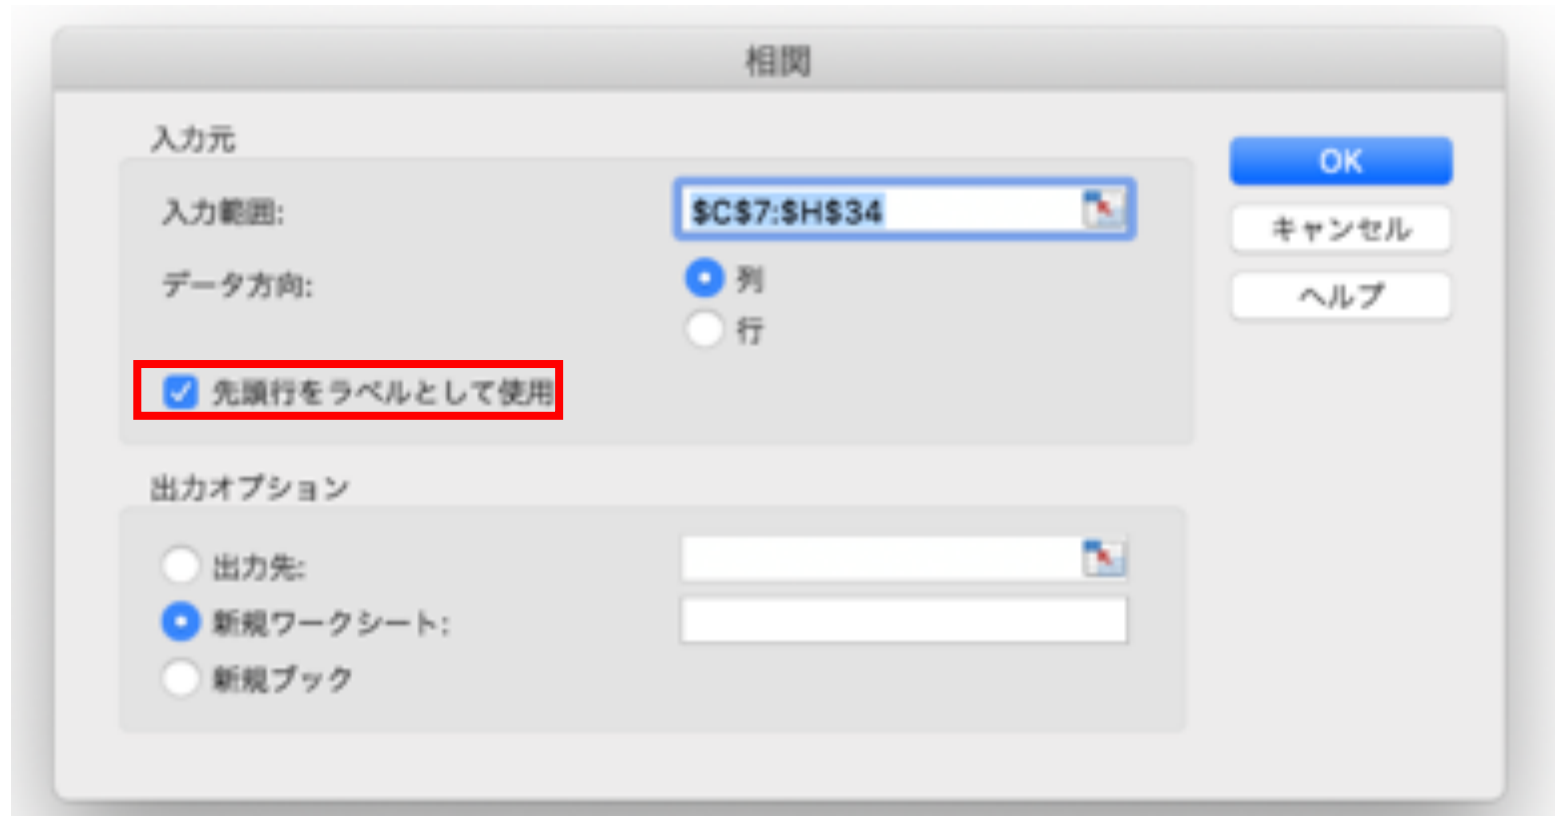 相関
入力元
入力範囲: $C$7:$H$34
データ方向: 列
行
先頭行をラベルとして使用
OK
キャンセル
ヘルプ
出力オプション
出力先:
新規ワークシート:
新規ブック